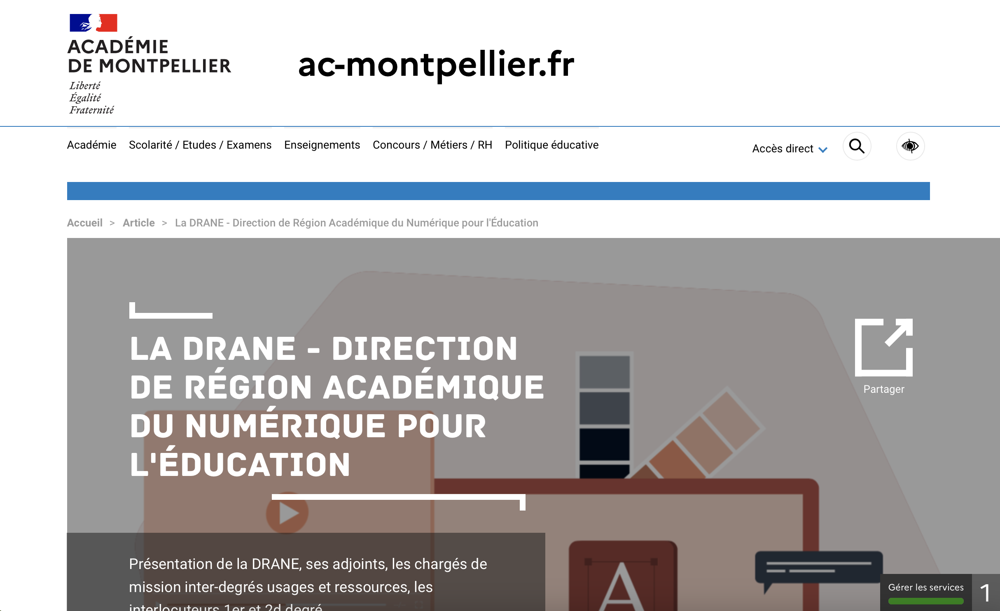 ACADÉMIE
DE MONTPELLIER
Liberté
Égalité
Fraternité
ac-montpellier.fr
Académie Scolarité / Etudes / Examens Enseignements Concours / Métiers / RH Politique éducative Accès direct
Accueil > Article > La DRANE - Direction de Région Académique du Numérique pour l'Éducation
LA DRANE - DIRECTION
DE RÉGION ACADÉMIQUE
DU NUMÉRIQUE POUR
L'ÉDUCATION
Partager
Présentation de la DRANE, ses adjoints, les chargés de
mission inter-degrés usages et ressources, les
interlocuteurs 1er et 2d degré
A
Gérer les services 1